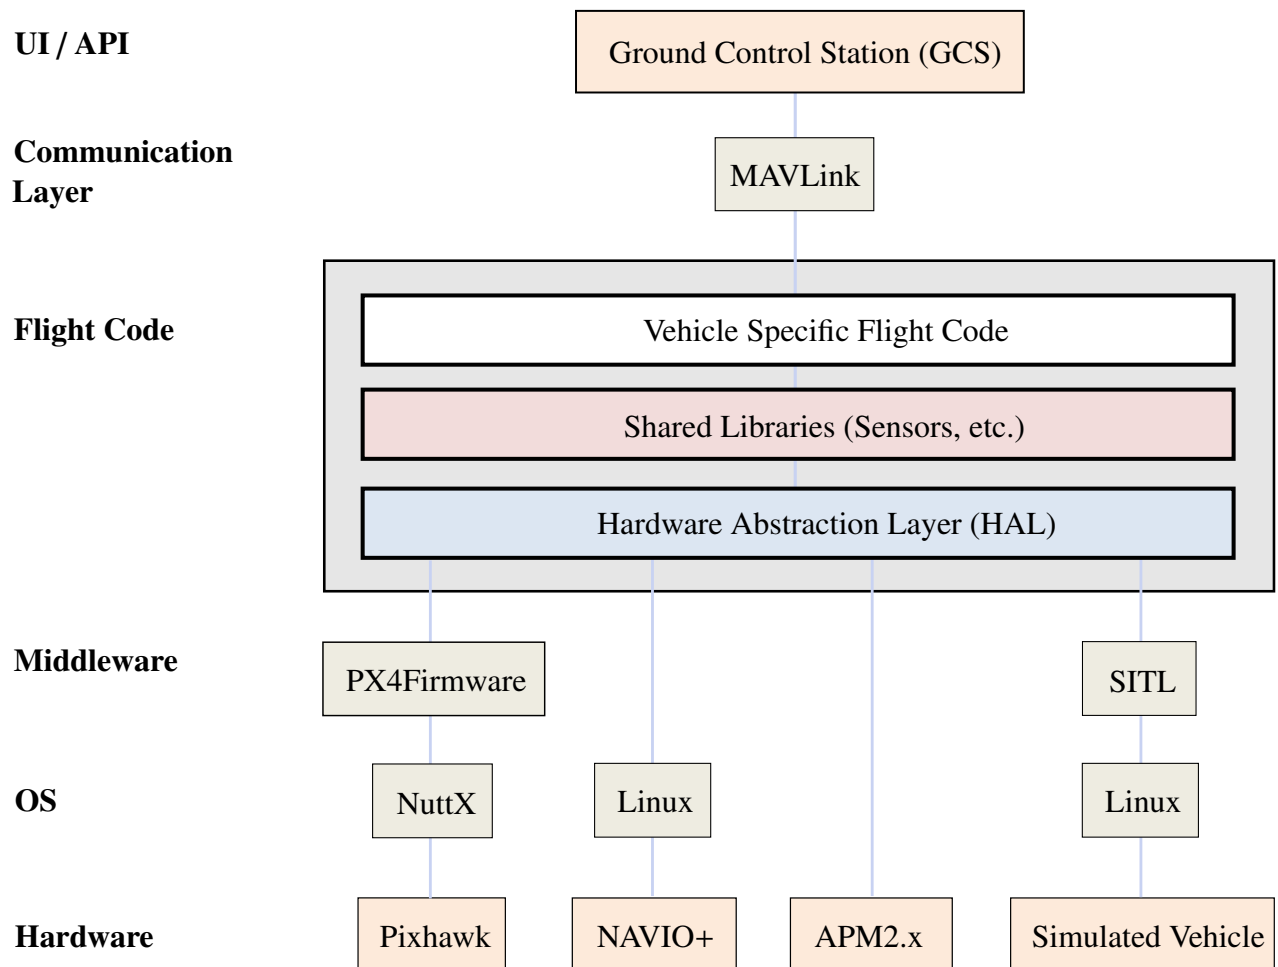 UI / API
Ground Control Station (GCS)
Communication
Layer
MAVLink
Flight Code
Vehicle Specific Flight Code
Shared Libraries (Sensors, etc.)
Hardware Abstraction Layer (HAL)
Middleware
PX4Firmware
SITL
OS
NuttX
Linux
Linux
Hardware
Pixhawk
NAVIO+
APM2.x
Simulated Vehicle